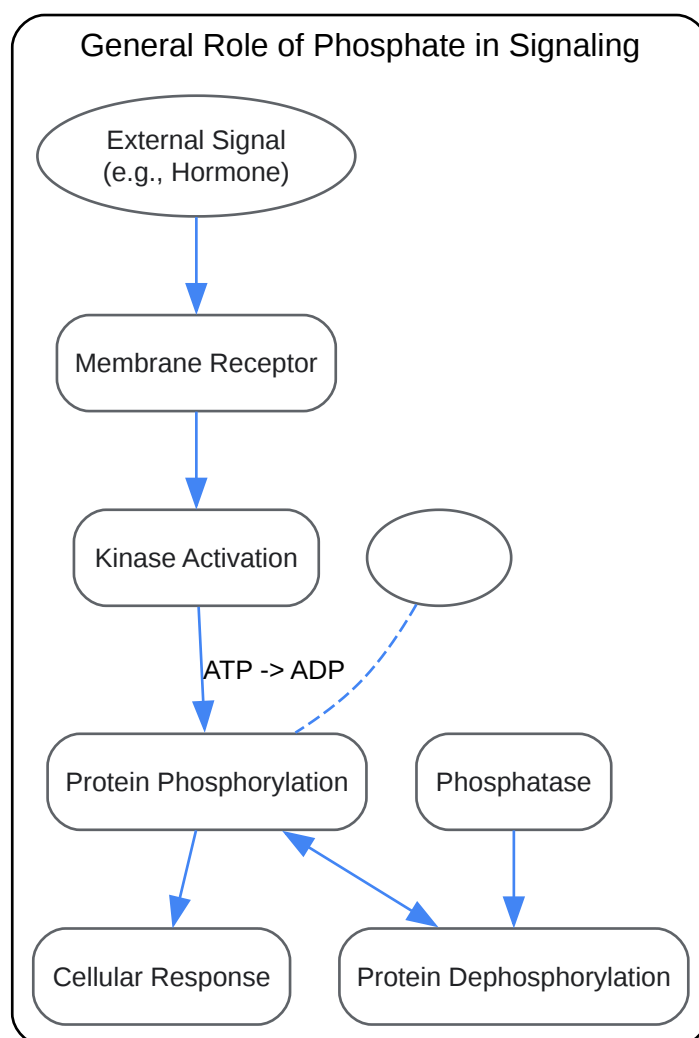 General Role of Phosphate in Signaling
External Signal
(e.g., Hormone)
Membrane Receptor
Kinase Activation
ATP -> ADP
Protein Phosphorylation
Phosphatase
Cellular Response
Protein Dephosphorylation